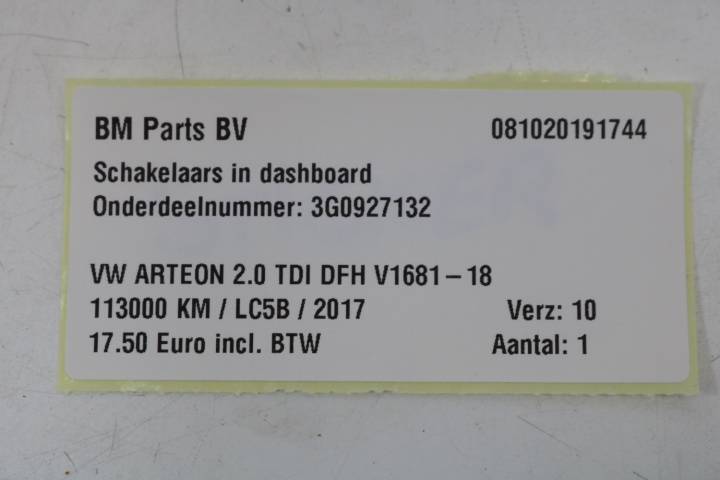 BM Parts BV 081020191744
Schakelaars in dashboard
Onderdeelnummer: 3G0927132
VW ARTEON 2.0 TDI DFH V1681-18
113000 KM / LC5B / 2017 Verz: 10
17.50 Euro incl. BTW Aantal: 1